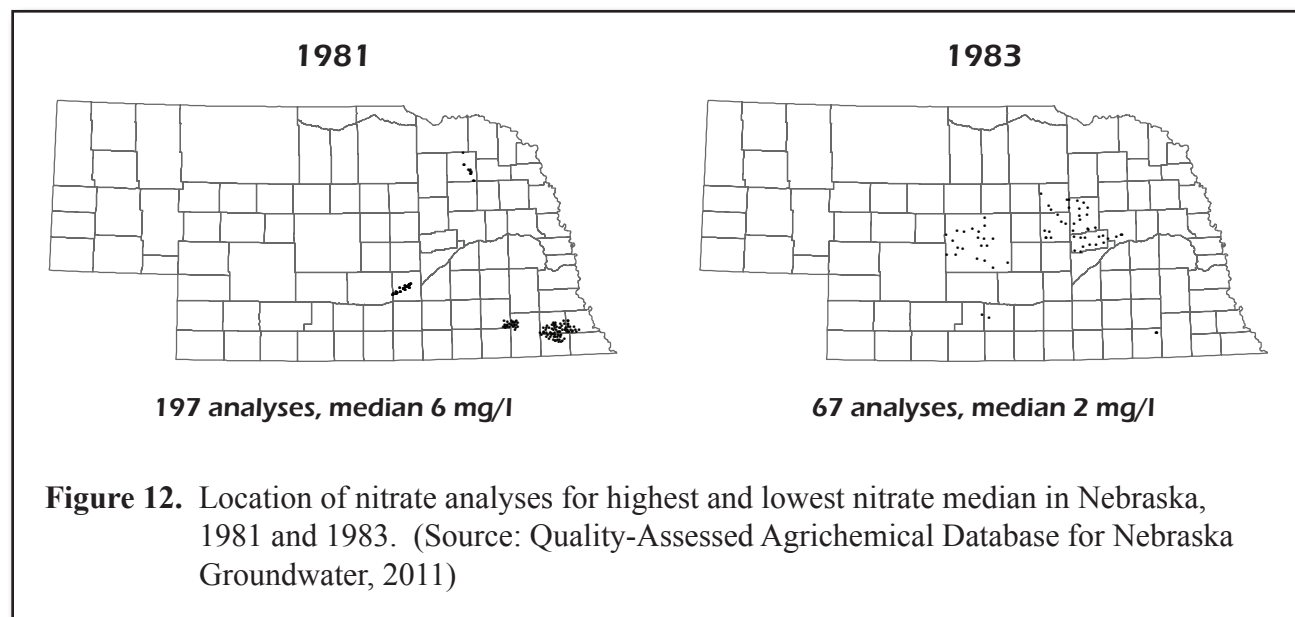 1981
1983
197 analyses, median 6 mg/l
67 analyses, median 2 mg/l
Figure 12. Location of nitrate analyses for highest and lowest nitrate median in Nebraska,
1981 and 1983. (Source: Quality-Assessed Agrichemical Database for Nebraska
Groundwater, 2011)